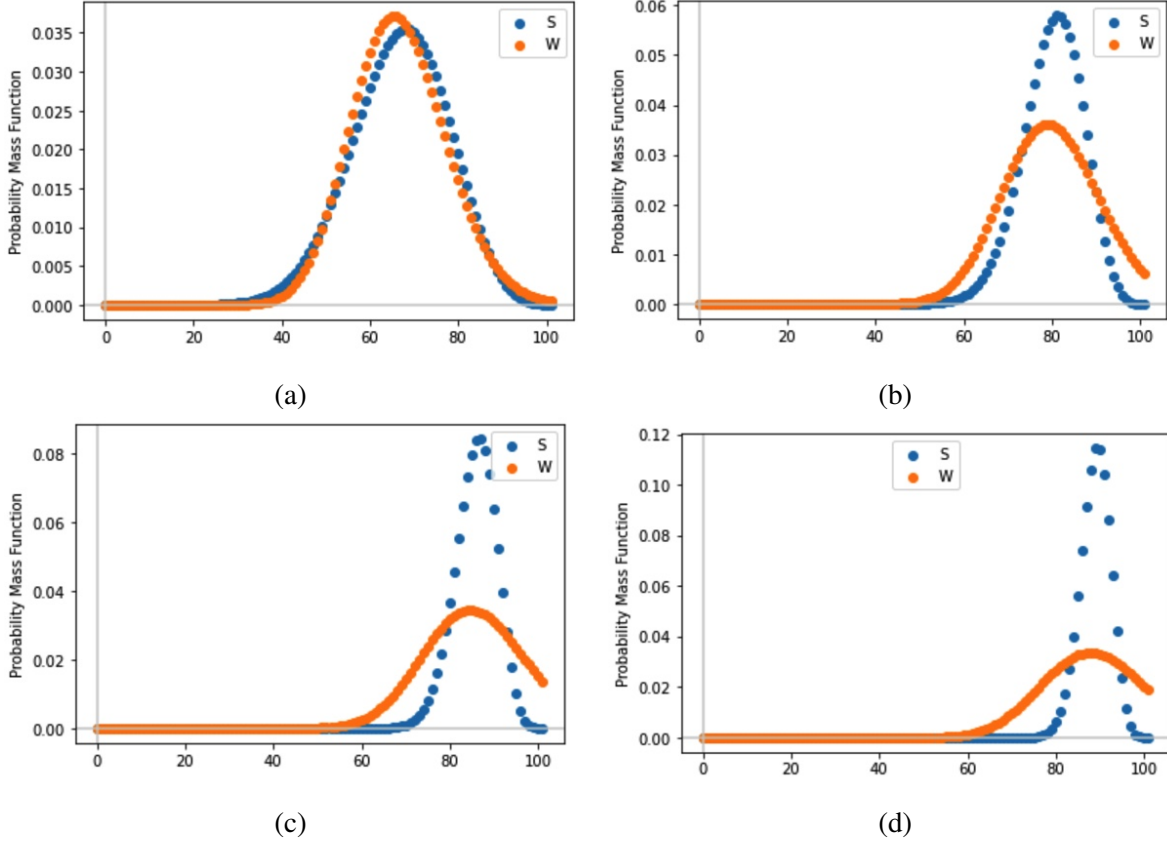 Probability Mass Function
0.035
0.030
0.025
0.020
0.015
0.010
0.005
0.000
0 20 40 60 80 100
S
W
(a)
Probability Mass Function
0.06
0.05
0.04
0.03
0.02
0.01
0.00
0 20 40 60 80 100
S
W
(b)
Probability Mass Function
0.08
0.06
0.04
0.02
0.00
0 20 40 60 80 100
S
W
(c)
Probability Mass Function
0.12
0.10
0.08
0.06
0.04
0.02
0.00
0 20 40 60 80 100
S
W
(d)